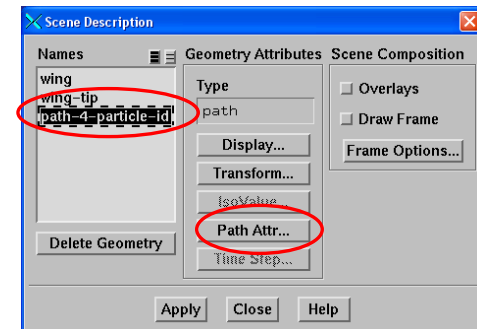 Scene Description
Names
wing
wing-tip
path-4-particle-id
Delete Geometry
Geometry Attributes
Type
path
Display...
Transform...
IsoValue...
Path Attr...
Time Step...
Scene Composition
Overlays
Draw Frame
Frame Options...
Apply Close Help